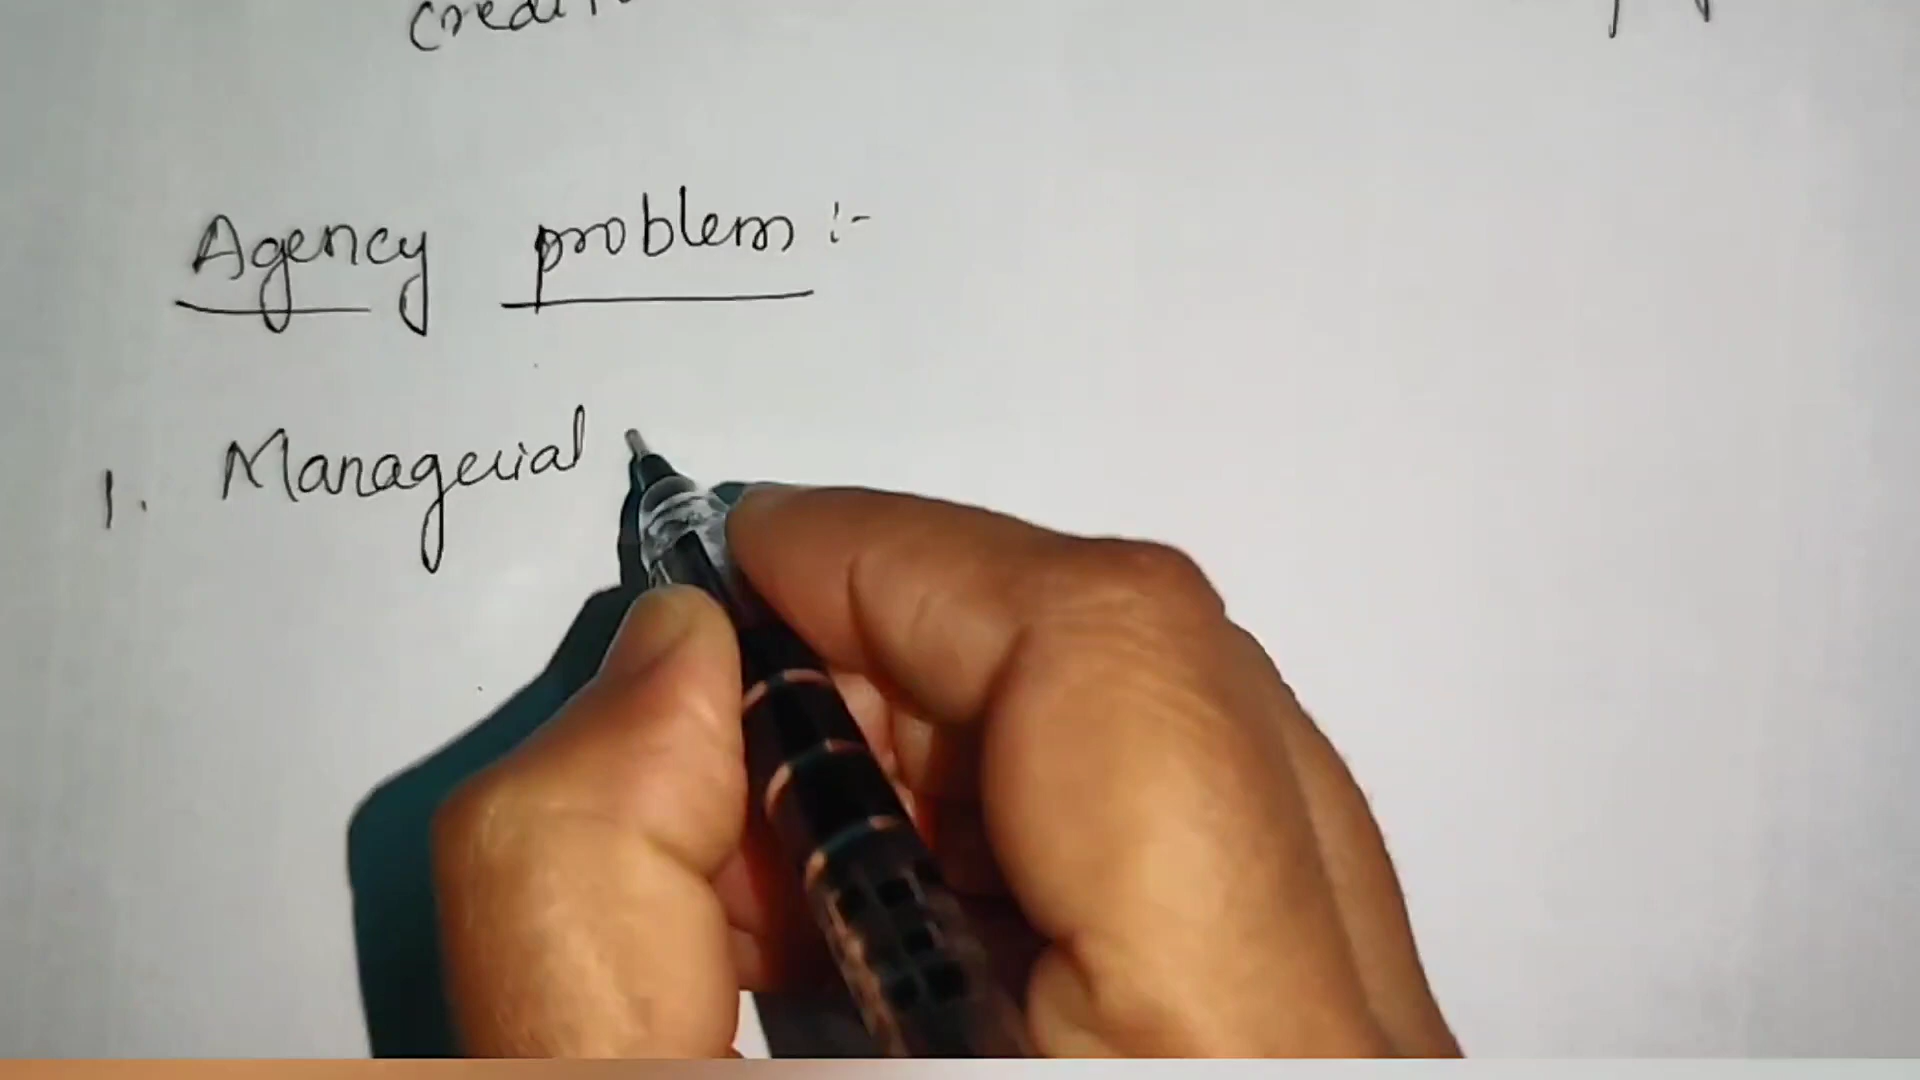 Agency problem :-
1. Managerial